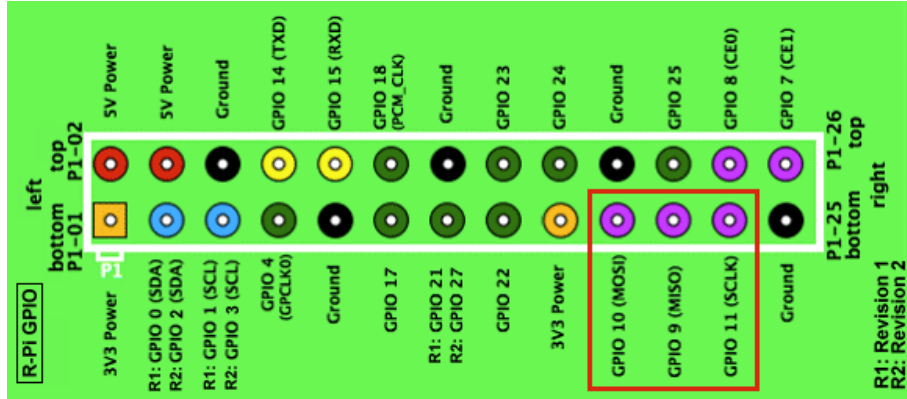 5V Power
5V Power
Ground
GPIO 14 (TXD)
GPIO 15 (RXD)
GPIO 18
(PCM_CLK)
Ground
GPIO 23
GPIO 24
Ground
GPIO 25
GPIO 8 (CE0)
GPIO 7 (CE1)
left
top
P1-02
bottom
P1-01
P1-26
top
P1-25
bottom
right
P1
R-Pi GPIO
3V3 Power
R1: GPIO 0 (SDA)
R2: GPIO 2 (SDA)
R1: GPIO 1 (SCL)
R2: GPIO 3 (SCL)
GPIO 4
(GPCLK0)
Ground
GPIO 17
R1: GPIO 21
R2: GPIO 27
GPIO 22
3V3 Power
GPIO 10 (MOSI)
GPIO 9 (MISO)
GPIO 11 (SCLK)
Ground
R1: Revision 1
R2: Revision 2